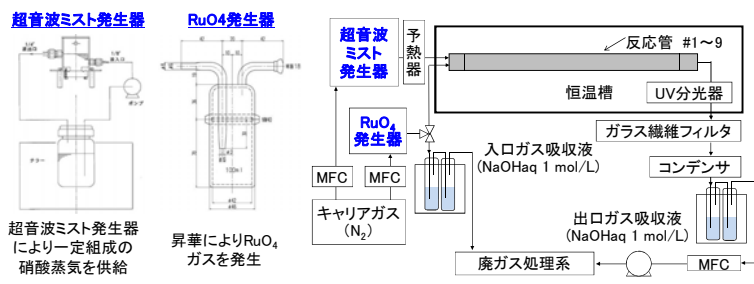 超音波ミスト発生器
RuO4発生器
ポンプ
超音波ミスト発生器
により一定組成の
硝酸蒸気を供給
昇華によりRuO₄
ガスを発生
超音波
ミスト
発生器
予
熱
器
反応管 #1～9
恒温槽
UV分光器
RuO₄
発生器
ガラス繊維フィルタ
入口ガス吸収液
(NaOHaq 1 mol/L)
コンデンサ
MFC
MFC
キャリアガス
(N₂)
出口ガス吸収液
(NaOHaq 1 mol/L)
廃ガス処理系
MFC